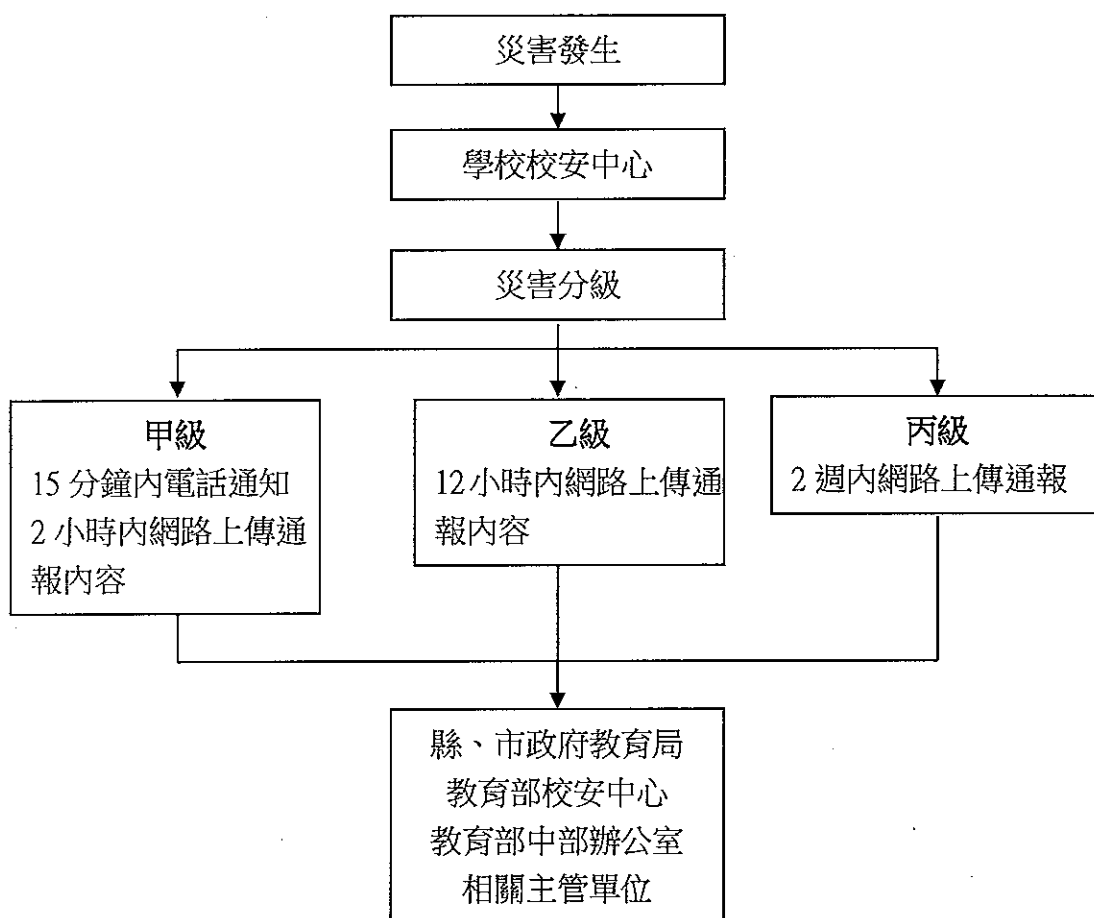 災害發生
學校校安中心
災害分級
甲級
15 分鐘內電話通知
2 小時內網路上傳通
報內容
乙級
12 小時內網路上傳通
報內容
丙級
2 週內網路上傳通報
縣、市政府教育局
教育部校安中心
教育部中部辦公室
相關主管單位